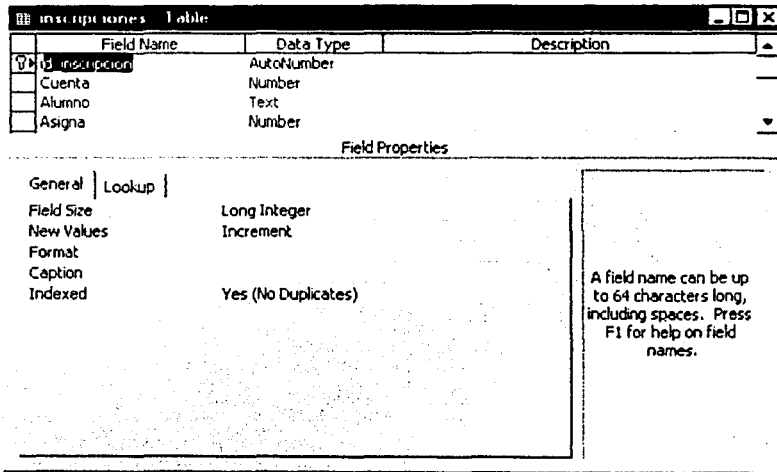 inscripciones Table
Field Name Data Type Description
id_inscripcion AutoNumber
Cuenta Number
Alumno Text
Asigna Number
Field Properties
General Lookup
Field Size Long Integer
New Values Increment
Format
Caption
Indexed Yes (No Duplicates)
A field name can be up
to 64 characters long,
including spaces. Press
F1 for help on field
names.